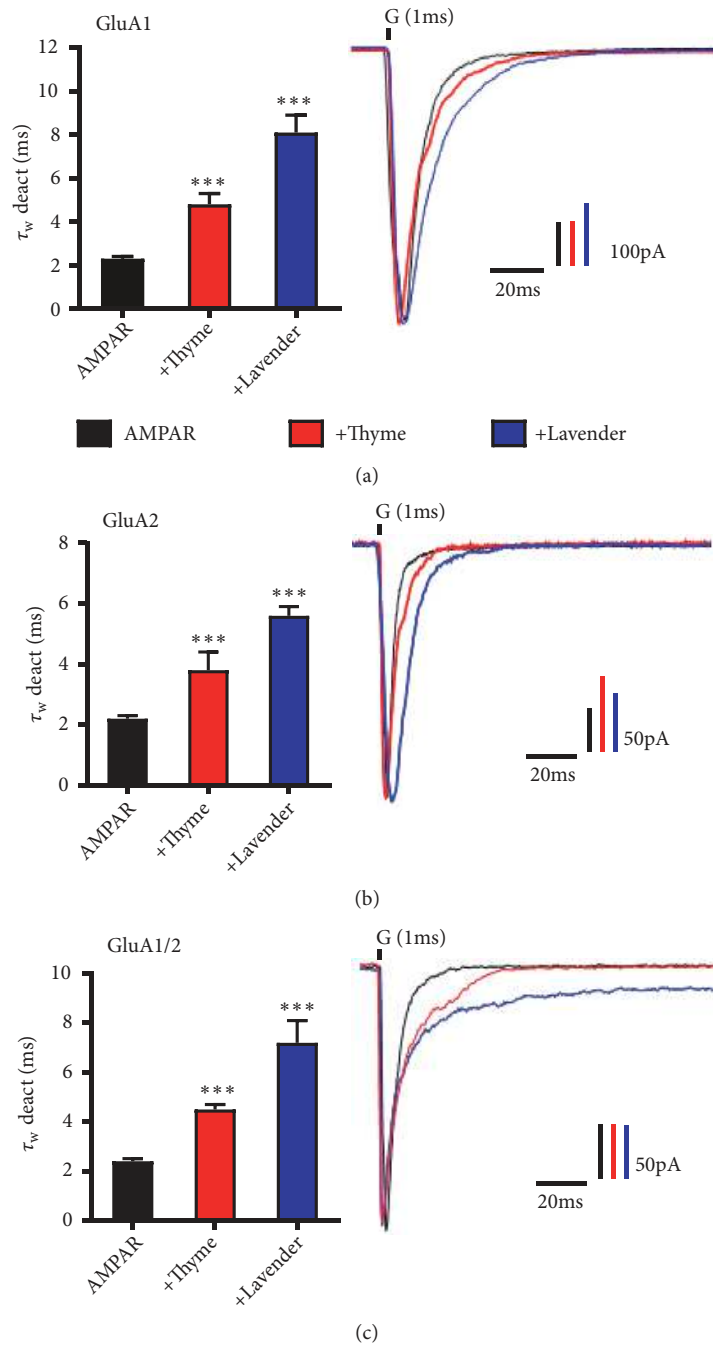 GluA1
G (1ms)
12
10
8
6
4
2
0
τw deact (ms)
***
***
AMPAR
+Thyme
+Lavender
100pA
20ms
AMPAR
+Thyme
+Lavender
(a)
GluA2
G (1ms)
8
6
4
2
0
τw deact (ms)
***
***
AMPAR
+Thyme
+Lavender
50pA
20ms
(b)
GluA1/2
G (1ms)
10
8
6
4
2
0
τw deact (ms)
***
***
AMPAR
+Thyme
+Lavender
50pA
20ms
(c)